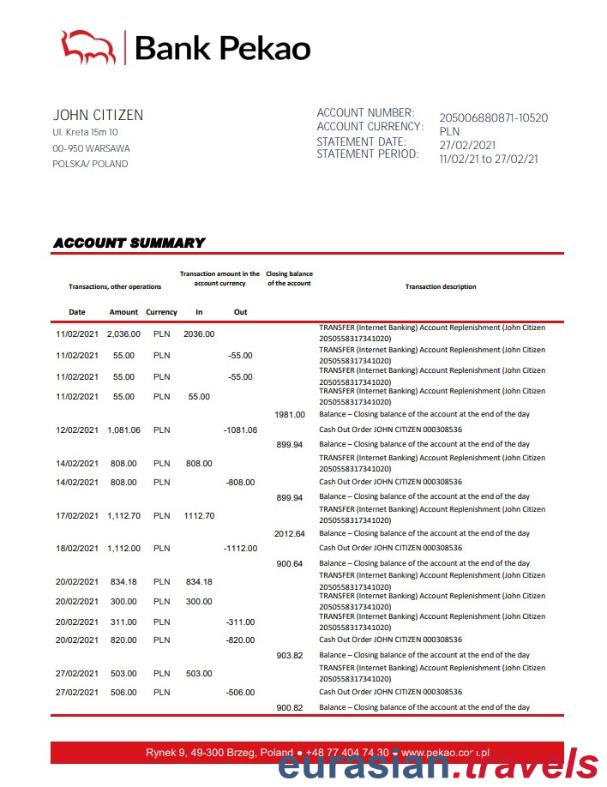 Bank Pekao
JOHN CITIZEN
Ul. Kreta 15m 10
00-950 WARSAWA
POLSKA/ POLAND
ACCOUNT NUMBER: 205006880871-10520
ACCOUNT CURRENCY: PLN
STATEMENT DATE: 27/02/2021
STATEMENT PERIOD: 11/02/21 to 27/02/21
ACCOUNT SUMMARY
Transactions, other operations
Transaction amount in the
account currency
Closing balance
of the account
Transaction description
Date Amount Currency In Out
TRANSFER (Internet Banking) Account Replenishment (John Citizen
11/02/2021 2,036.00 PLN 2036.00
2050558317341020)
TRANSFER (Internet Banking) Account Replenishment (John Citizen
11/02/2021 55.00 PLN -55.00
2050558317341020)
TRANSFER (Internet Banking) Account Replenishment (John Citizen
11/02/2021 55.00 PLN -55.00
2050558317341020)
TRANSFER (Internet Banking) Account Replenishment (John Citizen
11/02/2021 55.00 PLN 55.00
2050558317341020)
1981.00 Balance – Closing balance of the account at the end of the day
12/02/2021 1,081.06 PLN -1081.06 Cash Out Order JOHN CITIZEN 000308536
899.94 Balance – Closing balance of the account at the end of the day
TRANSFER (Internet Banking) Account Replenishment (John Citizen
14/02/2021 808.00 PLN 808.00
2050558317341020)
14/02/2021 808.00 PLN -808.00 Cash Out Order JOHN CITIZEN 000308536
899.94 Balance – Closing balance of the account at the end of the day
TRANSFER (Internet Banking) Account Replenishment (John Citizen
17/02/2021 1,112.70 PLN 1112.70
2050558317341020)
2012.64 Balance – Closing balance of the account at the end of the day
18/02/2021 1,112.00 PLN -1112.00 Cash Out Order JOHN CITIZEN 000308536
900.64 Balance – Closing balance of the account at the end of the day
TRANSFER (Internet Banking) Account Replenishment (John Citizen
20/02/2021 834.18 PLN 834.18
2050558317341020)
TRANSFER (Internet Banking) Account Replenishment (John Citizen
20/02/2021 300.00 PLN 300.00
2050558317341020)
TRANSFER (Internet Banking) Account Replenishment (John Citizen
20/02/2021 311.00 PLN -311.00
2050558317341020)
20/02/2021 820.00 PLN -820.00 Cash Out Order JOHN CITIZEN 000308536
903.82 Balance – Closing balance of the account at the end of the day
TRANSFER (Internet Banking) Account Replenishment (John Citizen
27/02/2021 503.00 PLN 503.00
2050558317341020)
27/02/2021 506.00 PLN -506.00 Cash Out Order JOHN CITIZEN 000308536
900.82 Balance – Closing balance of the account at the end of the day
Rynek 9, 49-300 Brzeg, Poland ● +48 77 404 74 30 ● www.pekao.com.pl
eurasian.travels